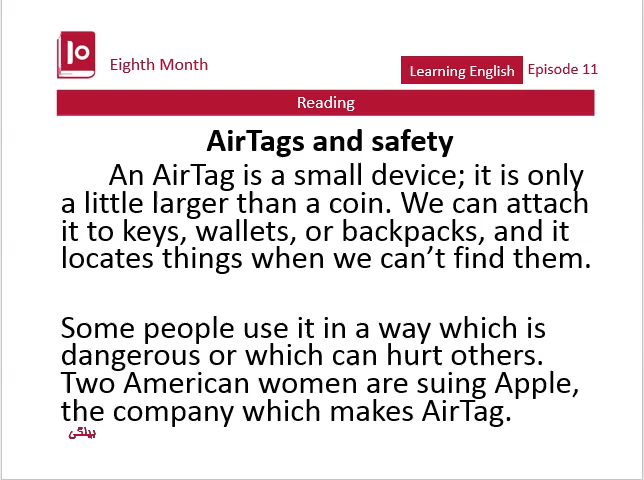 10
Eighth Month
Learning English
Episode 11
Reading
AirTags and safety
An AirTag is a small device; it is only
a little larger than a coin. We can attach
it to keys, wallets, or backpacks, and it
locates things when we can’t find them.
Some people use it in a way which is
dangerous or which can hurt others.
Two American women are suing Apple,
the company which makes AirTag.